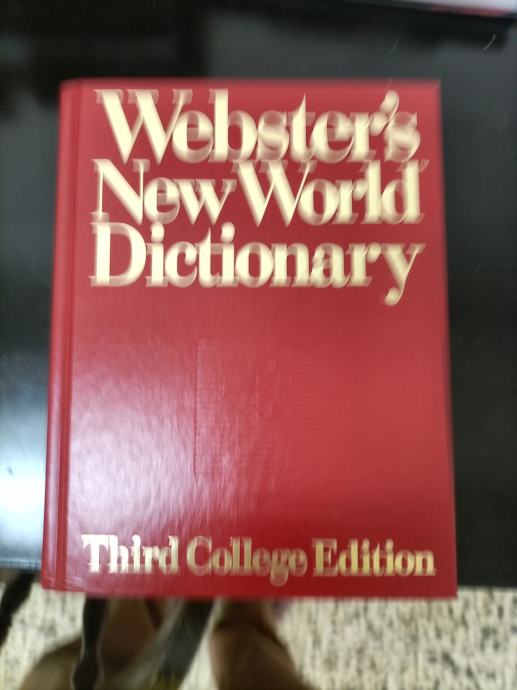 Webster's
New World
Dictionary
Third College Edition